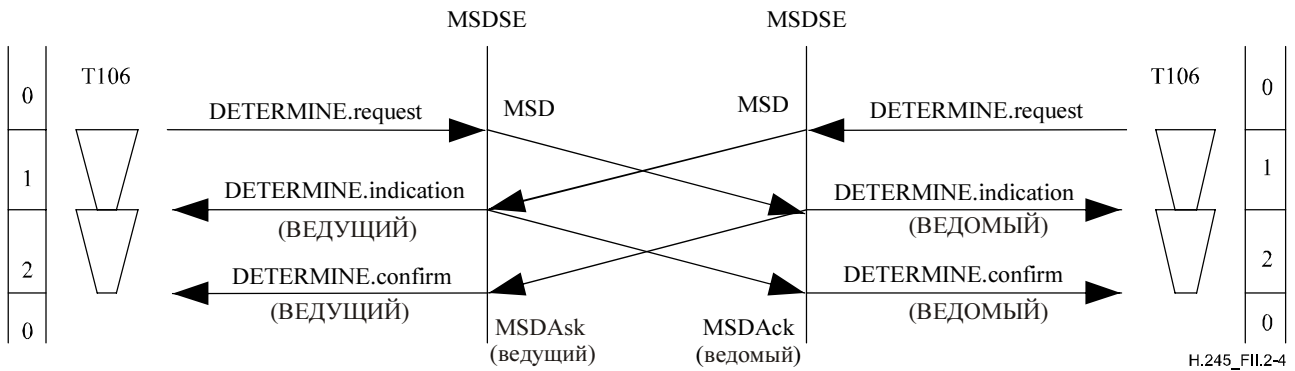 MSDSE MSDSE
T106 T106
0 0
DETERMINE.request MSD MSD DETERMINE.request
1 1
DETERMINE.indication DETERMINE.indication
(ВЕДУЩИЙ) (ВЕДОМЫЙ)
2 2
DETERMINE.confirm DETERMINE.confirm
(ВЕДУЩИЙ) (ВЕДОМЫЙ)
0 0
MSDAsk MSDAck
(ведущий) (ведомый)
H.245_FII.2-4